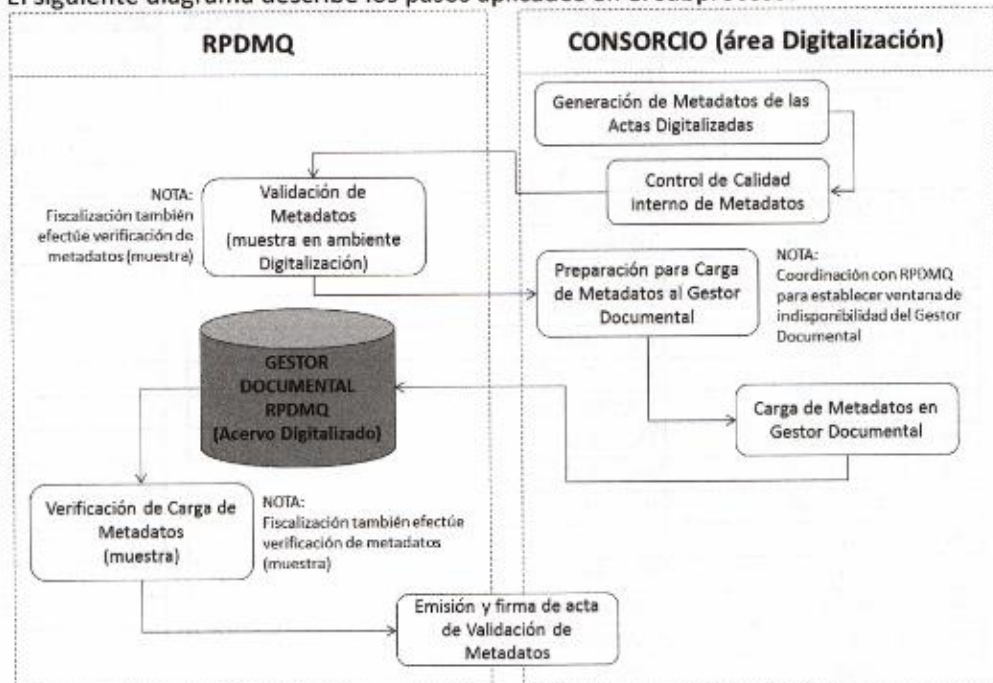 El siguiente diagrama describe los pasos aplicados en el subproceso
RPDMQ
CONSORCIO (área Digitalización)
Generación de Metadatos de las
Actas Digitalizadas
Control de Calidad
Interno de Metadatos
NOTA:
Fiscalización también
efectúe verificación de
metadatos (muestra)
Validación de
Metadatos
(muestra en ambiente
Digitalización)
Preparación para Carga
de Metadatos al Gestor
Documental
NOTA:
Coordinación con RPDMQ
para establecer ventana de
indisponibilidad del Gestor
Documental
GESTOR
DOCUMENTAL
RPDMQ
(Acervo Digitalizado)
Carga de Metadatos en
Gestor Documental
Verificación de Carga de
Metadatos
(muestra)
NOTA:
Fiscalización también efectúe
verificación de metadatos
(muestra)
Emisión y firma de acta
de Validación de
Metadatos